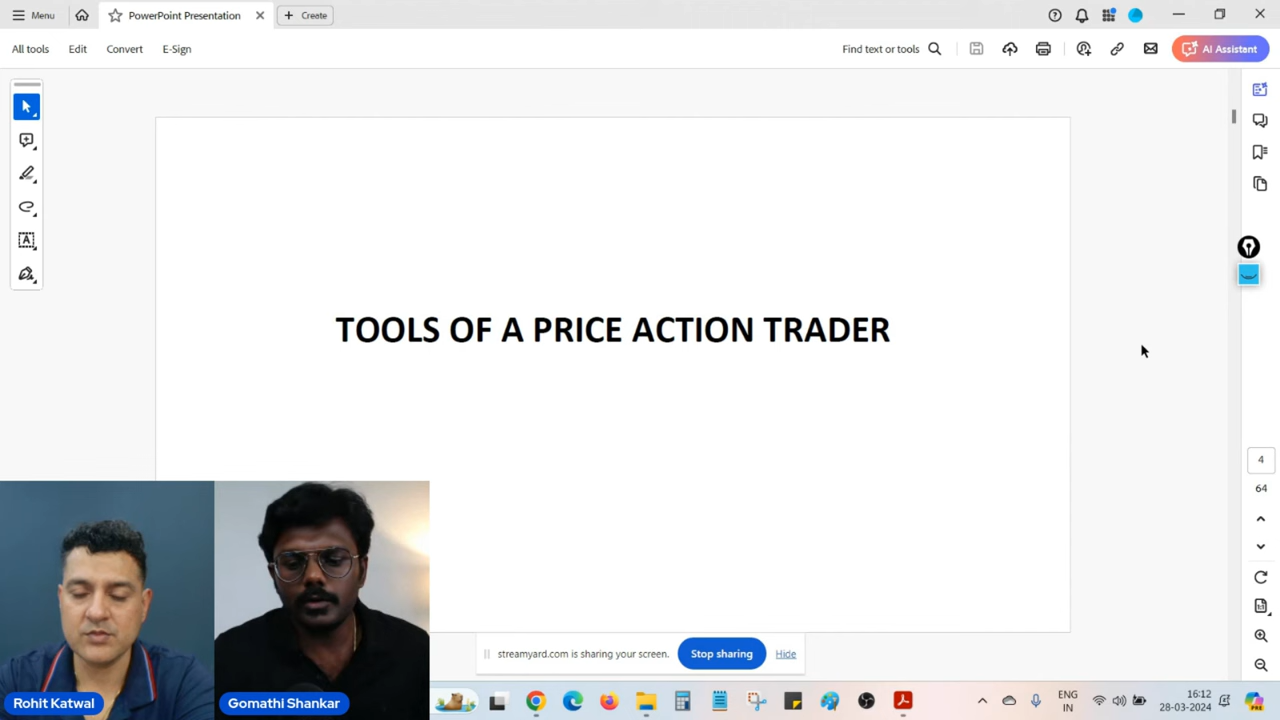 Menu
PowerPoint Presentation
Create
All tools
Edit
Convert
E-Sign
Find text or tools
AI Assistant
TOOLS OF A PRICE ACTION TRADER
4
64
streamyard.com is sharing your screen.
Stop sharing
Hide
Rohit Katwal
Gomathi Shankar
ENG
IN
16:12
28-03-2024
PRE